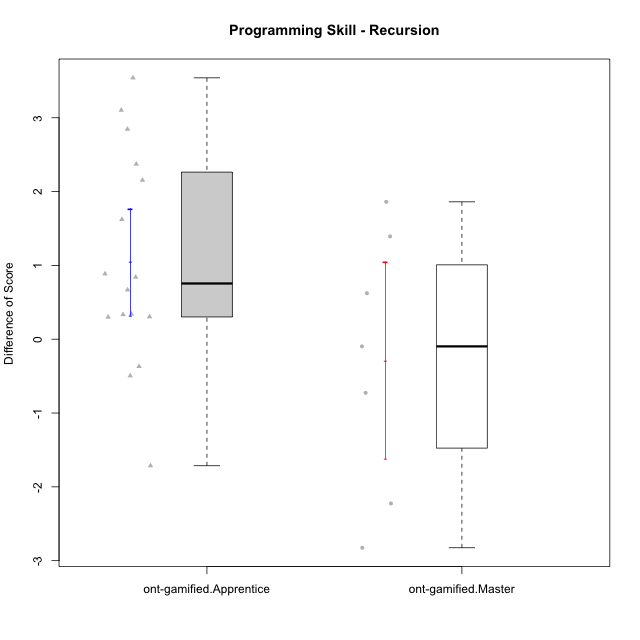 Programming Skill - Recursion
Difference of Score
3
2
1
0
-1
-2
-3
ont-gamified.Apprentice
ont-gamified.Master